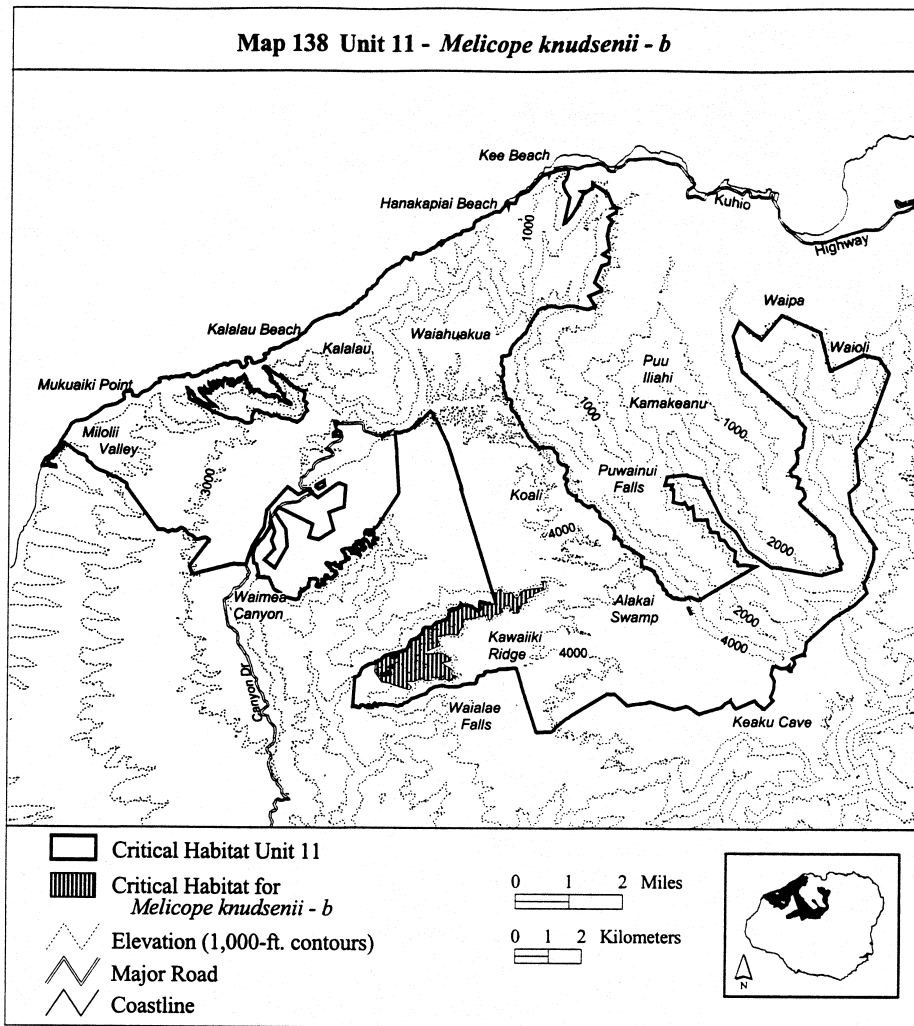 Map 138 Unit 11 - Melicope knudsenii - b
Kee Beach
Hanakapiai Beach
Kuhio
Highway
1000
Waipa
Kalalau Beach
Waiahuakua
Waioli
Kalalau
Mukuaiki Point
Puu
Iliahi
Kamakeanu
1000
1000
Milolii
Valley
3000
Puwainui
Falls
Koali
4000
2000
Waimea
Canyon
Alakai
Swamp
2000
4000
Kawaiiki
Ridge
4000
Canyon Dr
Waialae
Falls
Keaku Cave
Critical Habitat Unit 11
Critical Habitat for
Melicope knudsenii - b
Elevation (1,000-ft. contours)
Major Road
Coastline
0 1 2 Miles
0 1 2 Kilometers
N